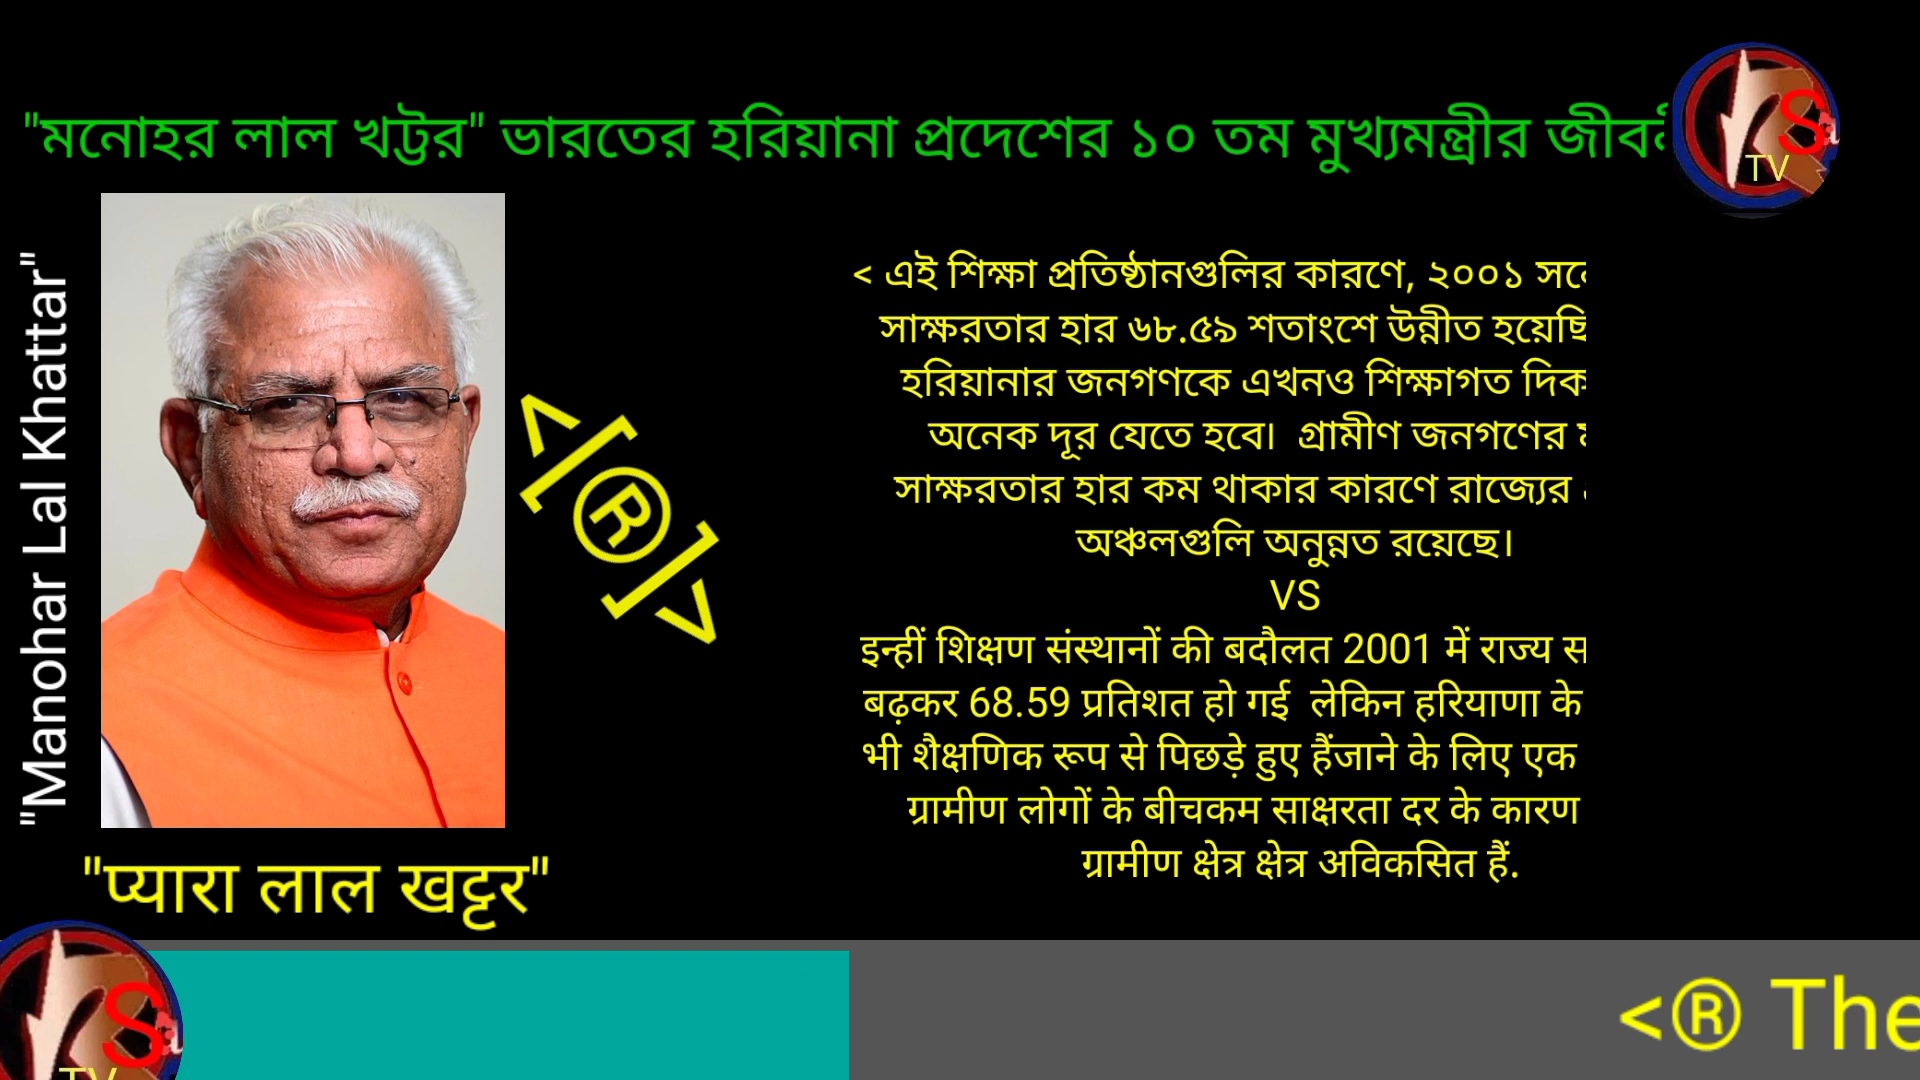 "মনোহর লাল খট্টর" ভারতের হরিয়ানা প্রদেশের ১০ তম মুখ্যমন্ত্রীর
S
TV
"Manohar Lal Khattar"
< এই শিক্ষা প্রতিষ্ঠানগুলির কারণে, ২০০১
সাক্ষরতার হার ৬৮.৫৯ শতাংশে উন্নীত
হরিয়ানার জনগণকে এখনও শিক্ষাগত
অনেক দূর যেতে হবে। গ্রামীণ জনগণের
সাক্ষরতার হার কম থাকার কারণে রাজ্যের
অঞ্চলগুলি অনুন্নত রয়েছে।
VS
इन्हीं शिक्षण संस्थानों की बदौलत 2001 में राज्य
बढ़कर 68.59 प्रतिशत हो गई लेकिन हरियाणा के
भी शैक्षणिक रूप से पिछड़े हुए हैंजाने के लिए एक
ग्रामीण लोगों के बीचकम साक्षरता दर के कारण
ग्रामीण क्षेत्र क्षेत्र अविकसित हैं.
<[®]>
"प्यारा लाल खट्टर"
S
TV
<® The